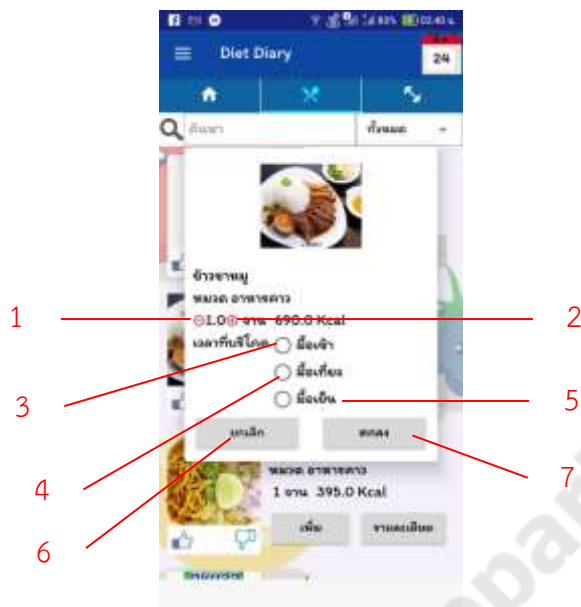 80% 02.40 น.
Diet Diary
24
ค้นหา
ทั้งหมด
ข้าวขาหมู
หมวด อาหารคาว
1
1.0 จาน 690.0 Kcal
2
เวลาที่บริโภค
มื้อเช้า
3
มื้อเที่ยง
4
มื้อเย็น
5
ยกเลิก
ตกลง
6
7
หมวด อาหารคาว
1 จาน 395.0 Kcal
เพิ่ม
รายละเอียด